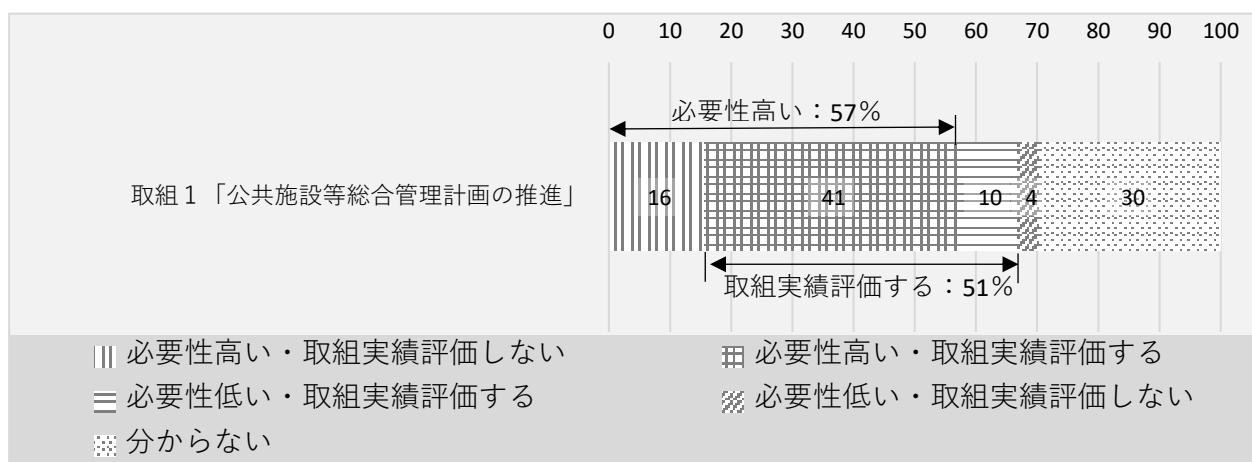 0 10 20 30 40 50 60 70 80 90 100
必要性高い：57％
取組１「公共施設等総合管理計画の推進」
16 41 10 4 30
取組実績評価する：51％
必要性高い・取組実績評価しない
必要性高い・取組実績評価する
必要性低い・取組実績評価する
必要性低い・取組実績評価しない
分からない